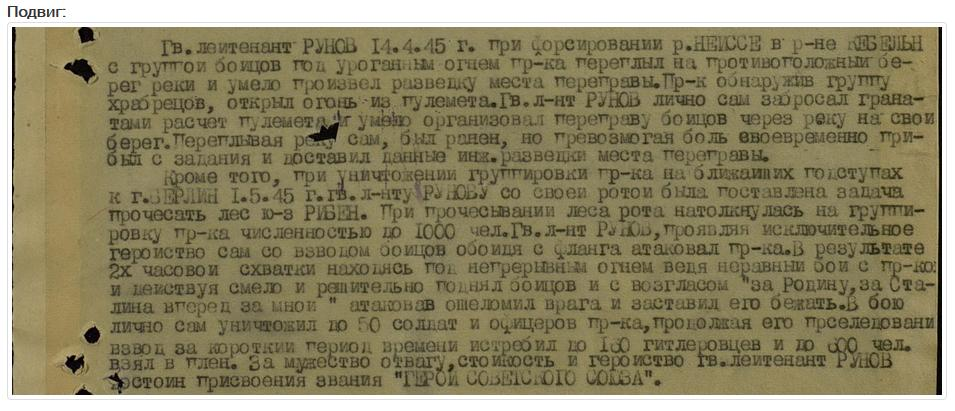 Подвиг:
Гв.лейтенант РУНОВ 14.4.45 г. при форсировании р.НЕЙССЕ в р-не КЕБЕЛЬН
с группой бойцов под ураганным огнем пр-ка переплыл на противоположный бе-
рег реки и умело произвел разведку места переправы.Пр-к обнаружив группу
храбрецов, открыл огонь из пулемета.Гв.л-нт РУНОВ лично сам забросал грана-
тами расчет пулемета и умело организовал переправу бойцов через реку на свой
берег.Переплывая реку сам, был ранен, но превозмогая боль своевременно при-
был с задания и доставил данные инж.разведки места переправы.
Кроме того, при уничтожении группировки пр-ка на ближайших подступах
к г.БЕРЛИН 1.5.45 г.гв.л-нту РУНОВУ со своей ротой была поставлена задача
прочесать лес ю-з РИБЕН. При прочесывании леса рота натолкнулась на группи-
ровку пр-ка численностью до 1000 чел.Гв.л-нт РУНОВ,проявляя исключительное
геройство сам со взводом бойцов обойдя с фланга атаковал пр-ка.В результате
2х часовой схватки находясь под непрерывным огнем ведя неравный бой с пр-ком
и действуя смело и решительно поднял бойцов и с возгласом "за Родину,за Ста-
лина вперед за мной " атаковав ошеломил врага и заставил его бежать.В бою
лично сам уничтожил до 50 солдат и офицеров пр-ка,продолжая его прселедовани
взвод за короткий период времени истребил до гитлеровцев и до чел.
взял в плен. За мужество отвагу,стойкость и геройство гв.лейтенант РУНОВ
достоин присвоения звания "ГЕРОЙ СОВЕТСКОГО СОЮЗА".